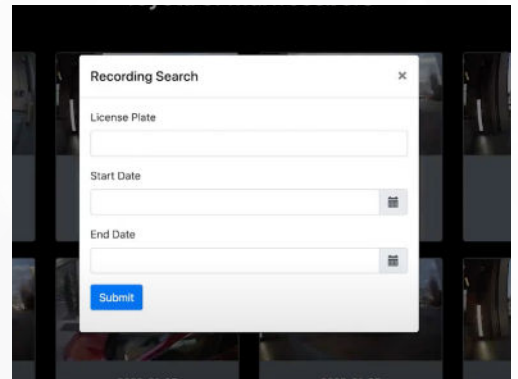 Recording Search
×
License Plate
Start Date
End Date
Submit